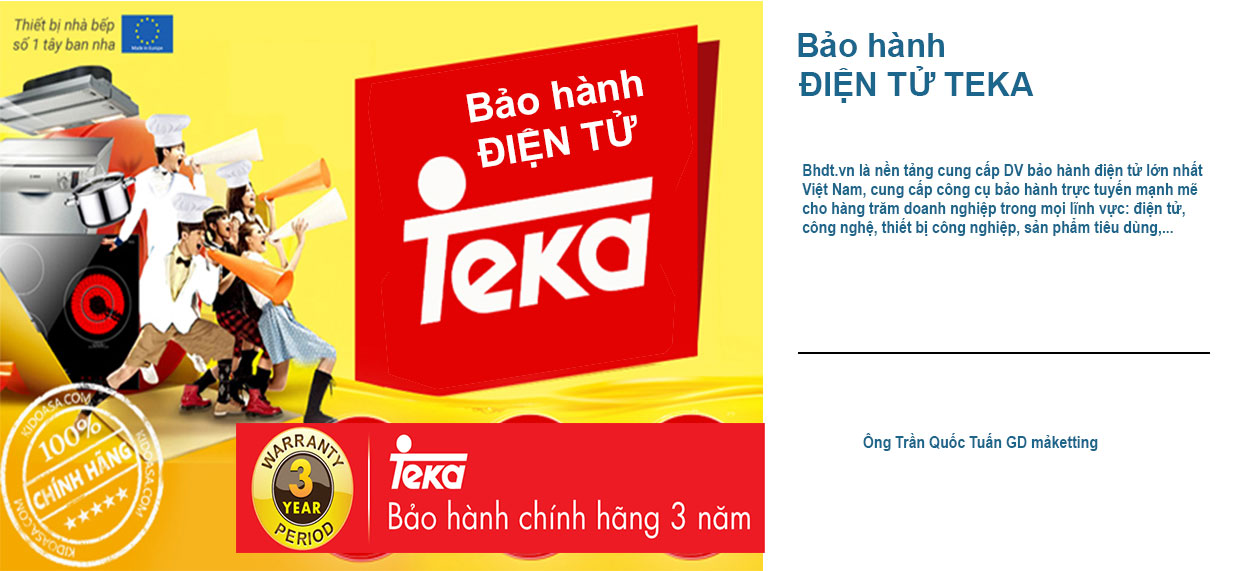 Thiết bị nhà bếp
số 1 tây ban nha
Made in Europe
Bảo hành
ĐIỆN TỬ
Teka
KIDOASA.COM
100%
CHÍNH HÃNG
KIDOASA.COM
KIDOASA.COM
WARRANTY
3
YEAR
PERIOD
Teka
Bảo hành chính hãng 3 năm
Bảo hành
ĐIỆN TỬ TEKA
Bhdt.vn là nền tảng cung cấp DV bảo hành điện tử lớn nhất
Việt Nam, cung cấp công cụ bảo hành trực tuyến mạnh mẽ
cho hàng trăm doanh nghiệp trong mọi lĩnh vực: điện tử,
công nghệ, thiết bị công nghiệp, sản phẩm tiêu dùng,...
Ông Trần Quốc Tuấn GD mảketting